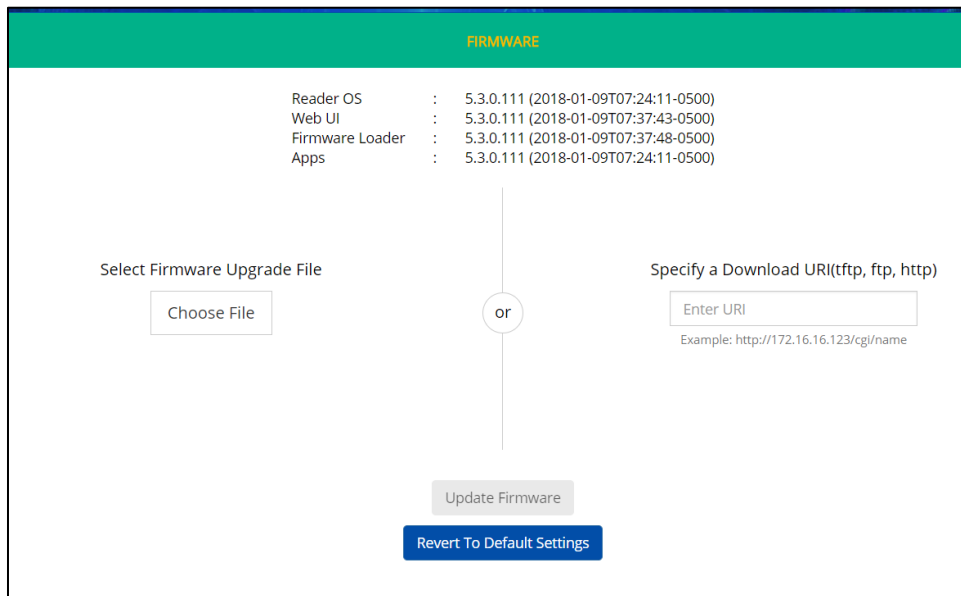 FIRMWARE
Reader OS : 5.3.0.111 (2018-01-09T07:24:11-0500)
Web UI : 5.3.0.111 (2018-01-09T07:37:43-0500)
Firmware Loader : 5.3.0.111 (2018-01-09T07:37:48-0500)
Apps : 5.3.0.111 (2018-01-09T07:24:11-0500)
Select Firmware Upgrade File
Choose File
or
Specify a Download URI(tftp, ftp, http)
Enter URI
Example: http://172.16.16.123/cgi/name
Update Firmware
Revert To Default Settings